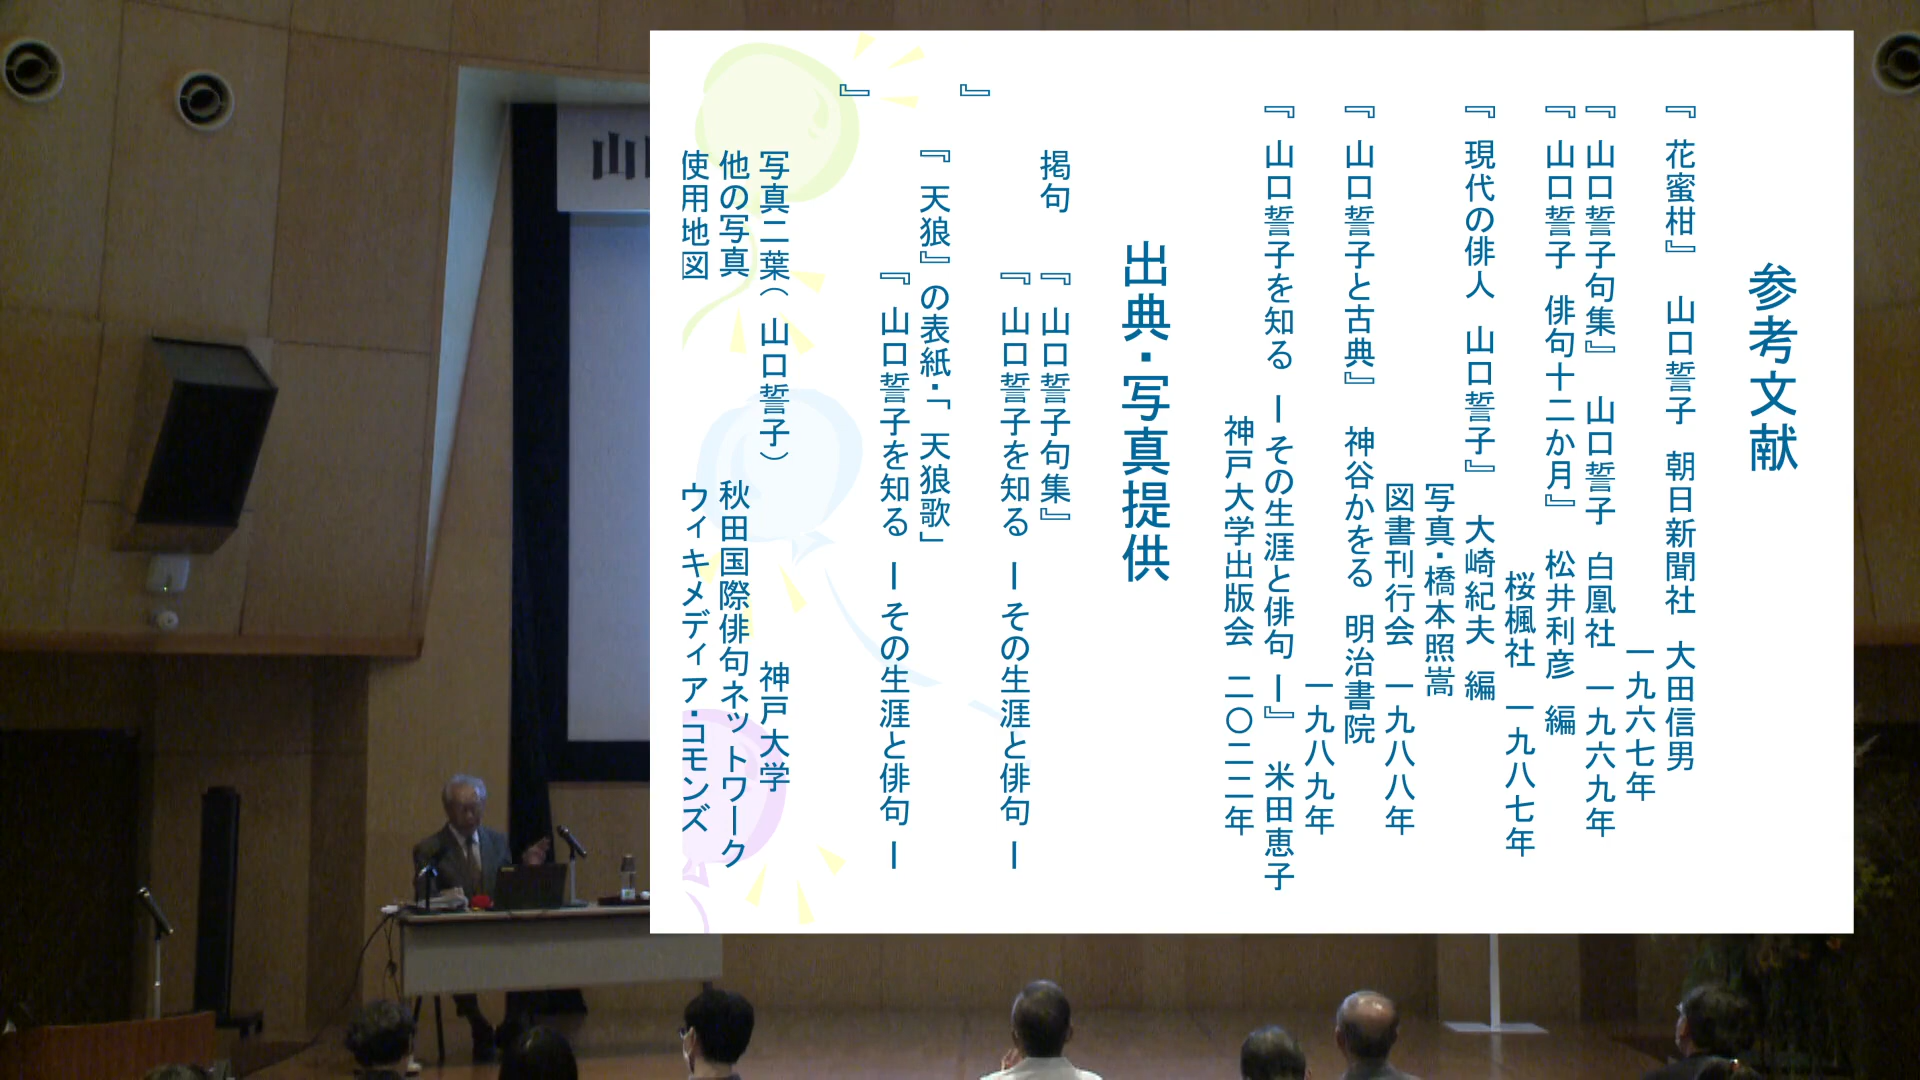 参考文献
『花蜜柑』 山口誓子 朝日新聞社 大田信男
一九六七年
『山口誓子句集』 山口誓子 白凰社 一九六九年
『山口誓子 俳句十二か月』 松井利彦 編
桜楓社 一九八七年
『現代の俳人 山口誓子』 大崎紀夫 編
写真・橋本照嵩
図書刊行会 一九八八年
『山口誓子と古典』 神谷かをる 明治書院
一九八九年
『山口誓子を知る ーその生涯と俳句ー』 米田恵子
神戸大学出版会 二〇二二年
出典・写真提供
掲句 『山口誓子句集』
『山口誓子を知る ーその生涯と俳句ー
』
『天狼』の表紙・「天狼歌」
『山口誓子を知る ーその生涯と俳句ー
』
写真二葉（山口誓子） 神戸大学
他の写真 秋田国際俳句ネットワーク
使用地図 ウィキメディア・コモンズ
山